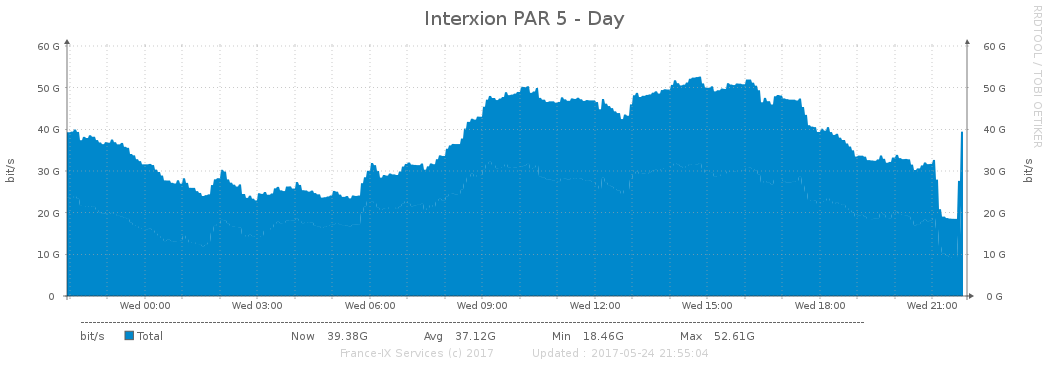 Interxion PAR 5 - Day
RRDTOOL / TOBI OETIKER
bit/s
bit/s
60 G 60 G
50 G 50 G
40 G 40 G
30 G 30 G
20 G 20 G
10 G 10 G
0 0 G
Wed 00:00 Wed 03:00 Wed 06:00 Wed 09:00 Wed 12:00 Wed 15:00 Wed 18:00 Wed 21:00
bit/s Total Now 39.38G Avg 37.12G Min 18.46G Max 52.61G
France-IX Services (c) 2017 Updated : 2017-05-24 21:55:04